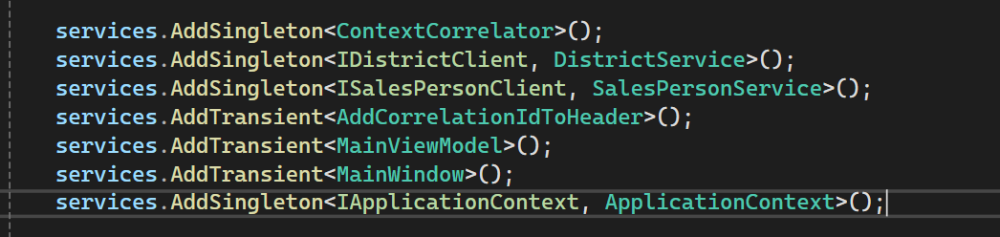 services.AddSingleton<ContextCorrelator>();
services.AddSingleton<IDistrictClient, DistrictService>();
services.AddSingleton<ISalesPersonClient, SalesPersonService>();
services.AddTransient<AddCorrelationIdToHeader>();
services.AddTransient<MainViewModel>();
services.AddTransient<MainWindow>();
services.AddSingleton<IApplicationContext, ApplicationContext>();